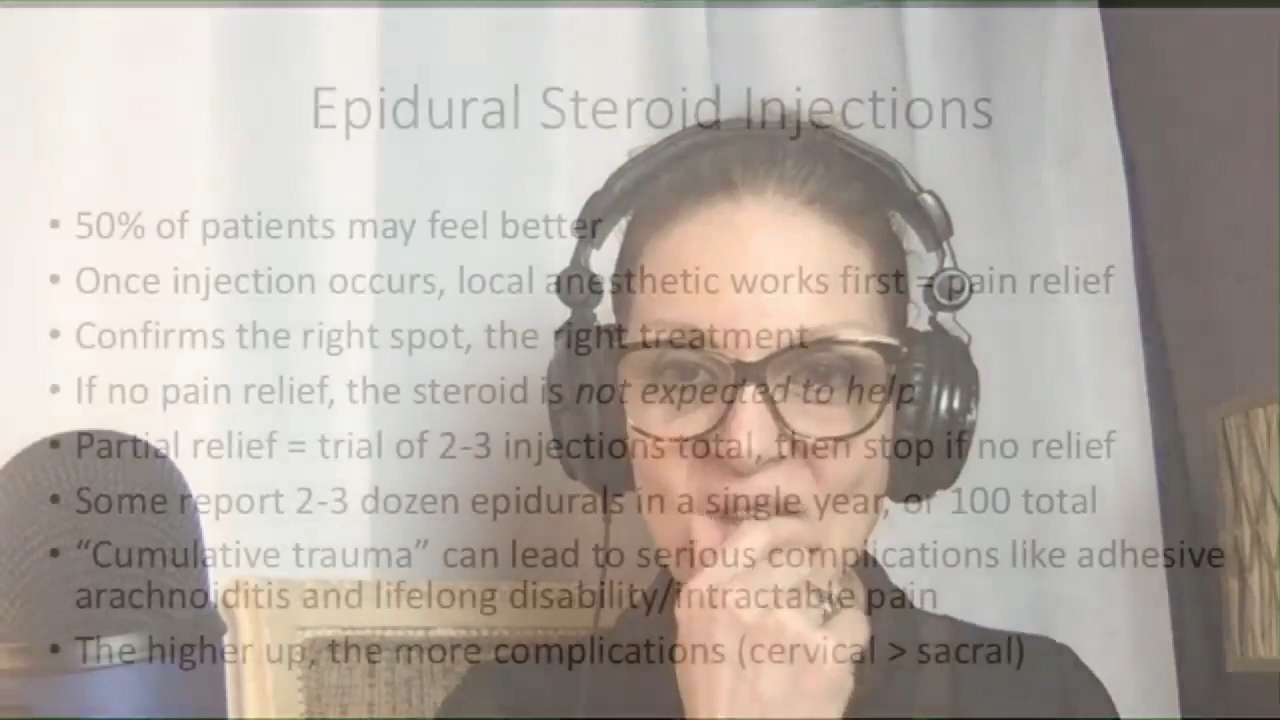 Epidural Steroid Injections
• 50% of patients may feel better
• Once injection occurs, local anesthetic works first = pain relief
• Confirms the right spot, the right treatment
• If no pain relief, the steroid is not expected to help
• Partial relief = trial of 2-3 injections total, then stop if no relief
• Some report 2-3 dozen epidurals in a single year, or 100 total
• “Cumulative trauma” can lead to serious complications like adhesive
arachnoiditis and lifelong disability/intractable pain
• The higher up, the more complications (cervical > sacral)